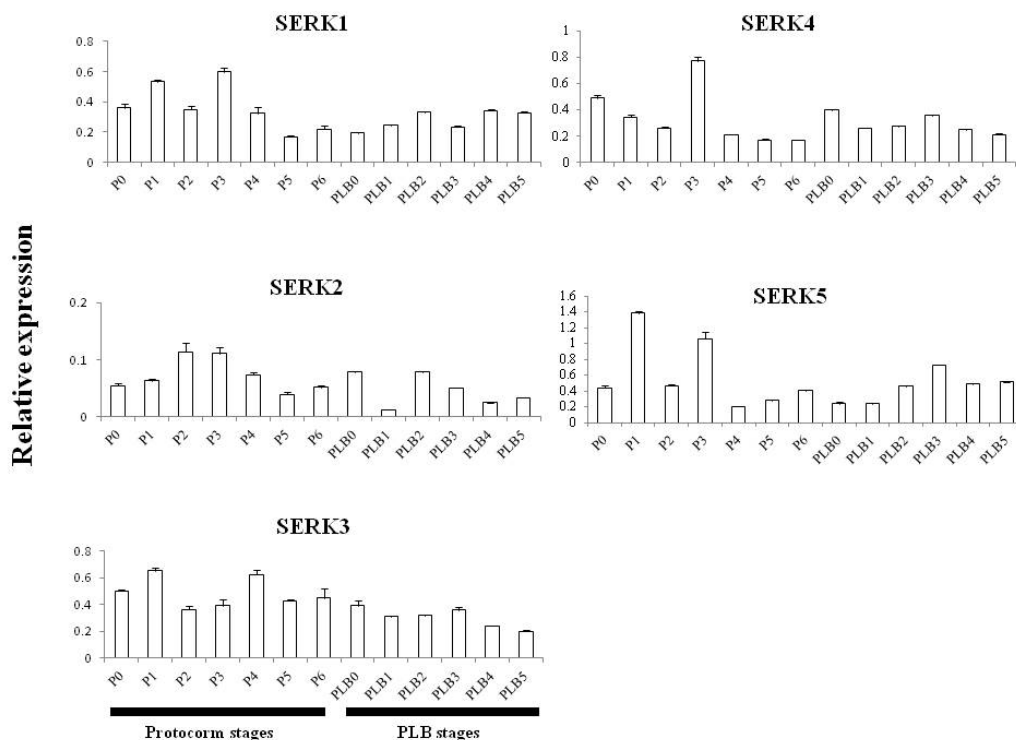 SERK1
0.8
0.6
0.4
0.2
0
P0 P1 P2 P3 P4 P5 P6 PLB0 PLB1 PLB2 PLB3 PLB4 PLB5
SERK4
1
0.8
0.6
0.4
0.2
0
P0 P1 P2 P3 P4 P5 P6 PLB0 PLB1 PLB2 PLB3 PLB4 PLB5
Relative expression
SERK2
0.2
0.1
0
P0 P1 P2 P3 P4 P5 P6 PLB0 PLB1 PLB2 PLB3 PLB4 PLB5
SERK5
1.6
1.4
1.2
1
0.8
0.6
0.4
0.2
0
P0 P1 P2 P3 P4 P5 P6 PLB0 PLB1 PLB2 PLB3 PLB4 PLB5
SERK3
0.8
0.6
0.4
0.2
0
P0 P1 P2 P3 P4 P5 P6 PLB0 PLB1 PLB2 PLB3 PLB4 PLB5
Protocorm stages PLB stages